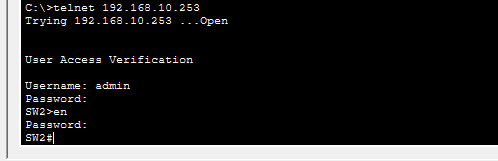 C:\>telnet 192.168.10.253
Trying 192.168.10.253 ...Open
User Access Verification
Username: admin
Password:
SW2>en
Password:
SW2#